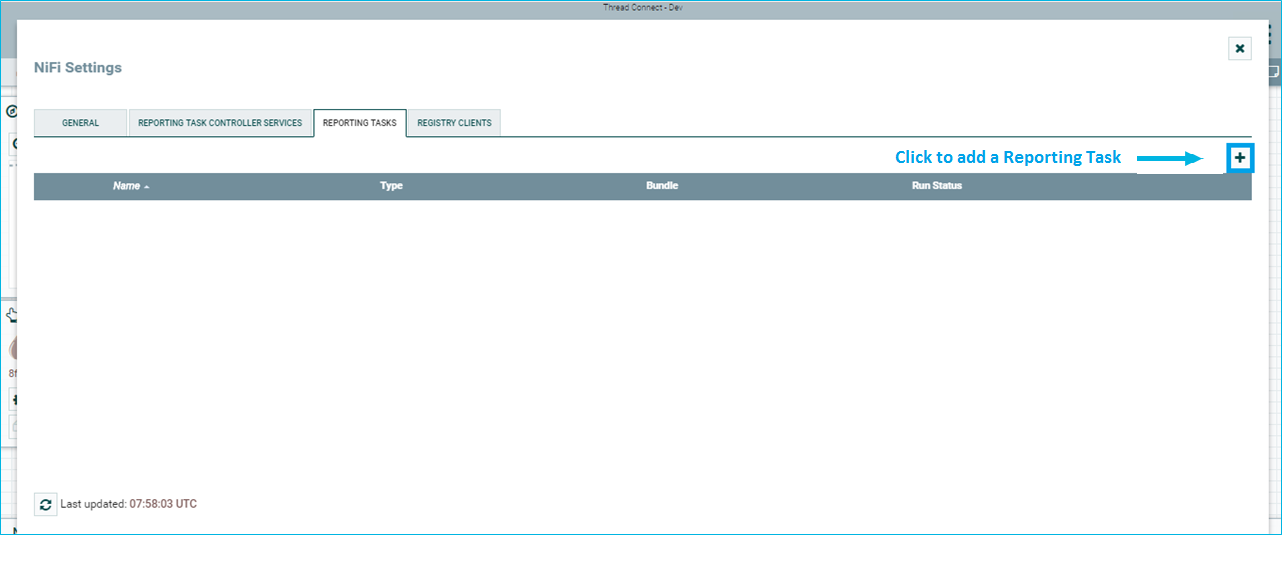 Thread Connect - Dev
NiFi Settings
GENERAL REPORTING TASK CONTROLLER SERVICES REPORTING TASKS REGISTRY CLIENTS
Click to add a Reporting Task
Name Type Bundle Run Status
8f
Last updated: 07:58:03 UTC